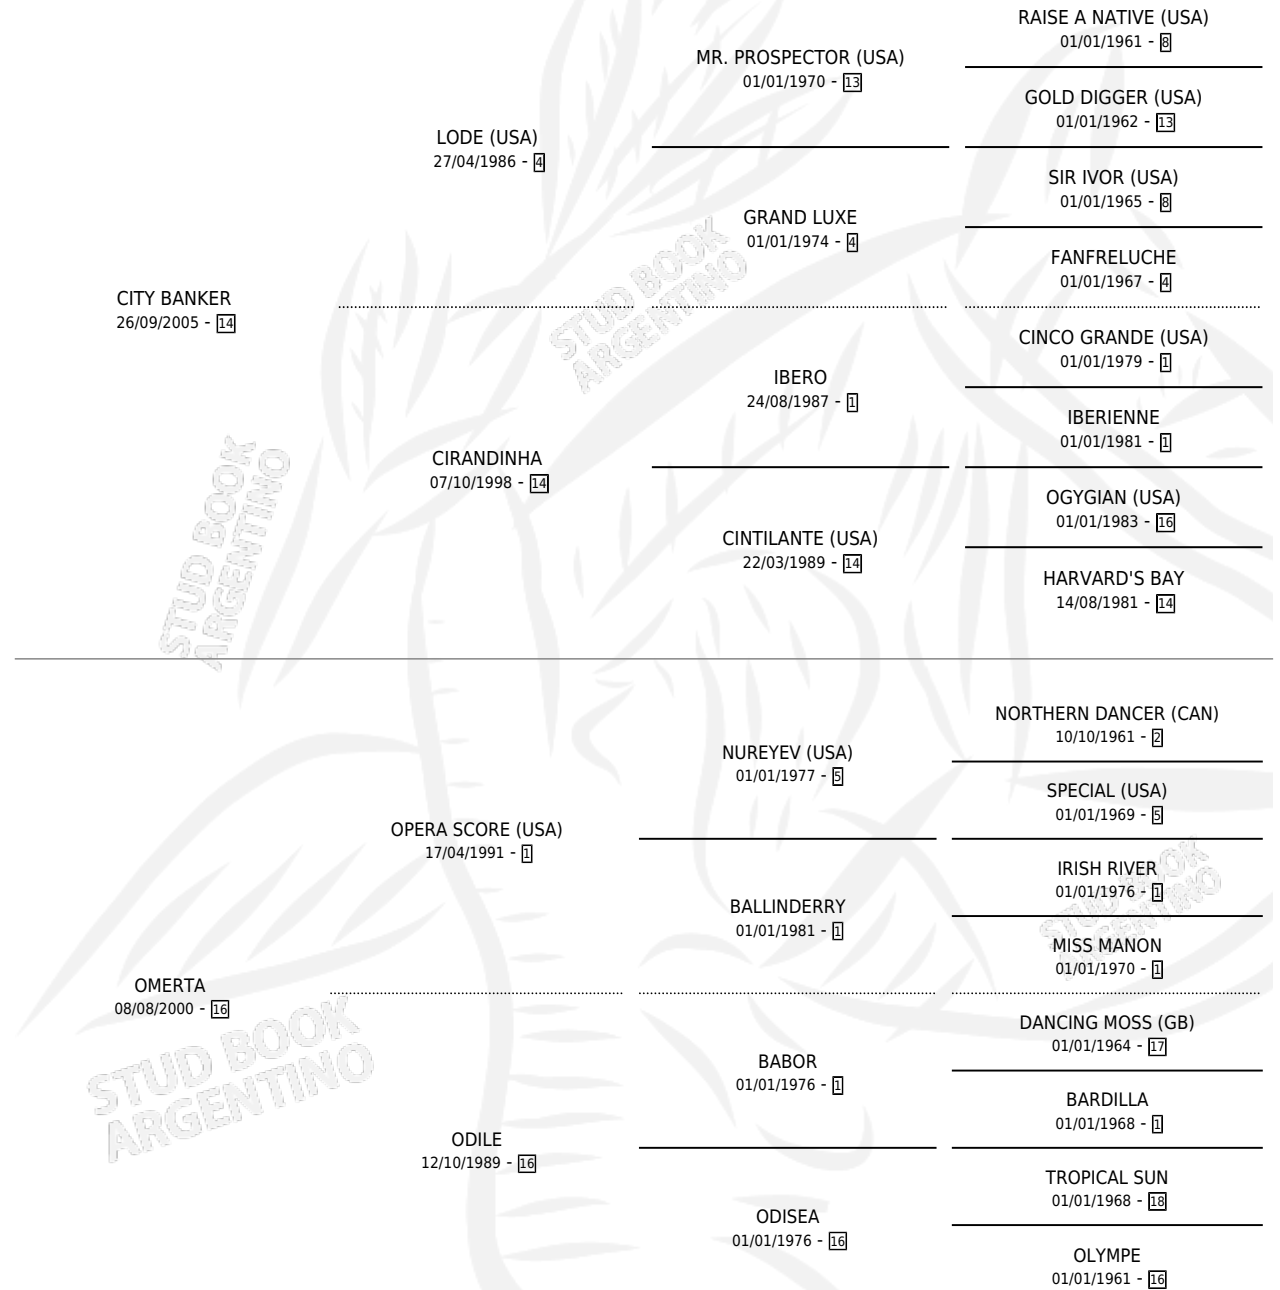 RAISE A NATIVE (USA)
01/01/1961 - 8
MR. PROSPECTOR (USA)
01/01/1970 - 13
GOLD DIGGER (USA)
01/01/1962 - 13
LODE (USA)
27/04/1986 - 4
SIR IVOR (USA)
01/01/1965 - 8
GRAND LUXE
01/01/1974 - 4
FANFRELUCHE
01/01/1967 - 4
CITY BANKER
26/09/2005 - 14
STUD BOOK
ARGENTINO
CINCO GRANDE (USA)
01/01/1979 - 1
IBERO
24/08/1987 - 1
IBERIENNE
01/01/1981 - 1
CIRANDINHA
07/10/1998 - 14
OGYGIAN (USA)
01/01/1983 - 16
CINTILANTE (USA)
22/03/1989 - 14
HARVARD'S BAY
14/08/1981 - 14
STUD BOOK
ARGENTINO
NORTHERN DANCER (CAN)
10/10/1961 - 2
NUREYEV (USA)
01/01/1977 - 5
SPECIAL (USA)
01/01/1969 - 5
OPERA SCORE (USA)
17/04/1991 - 1
IRISH RIVER
01/01/1976 - 1
BALLINDERRY
01/01/1981 - 1
MISS MANON
01/01/1970 - 1
STUD BOOK
ARGENTINO
OMERTA
08/08/2000 - 16
DANCING MOSS (GB)
01/01/1964 - 17
BABOR
01/01/1976 - 1
BARDILLA
01/01/1968 - 1
STUD BOOK
ARGENTINO
ODILE
12/10/1989 - 16
TROPICAL SUN
01/01/1968 - 18
ODISEA
01/01/1976 - 16
OLYMPE
01/01/1961 - 16